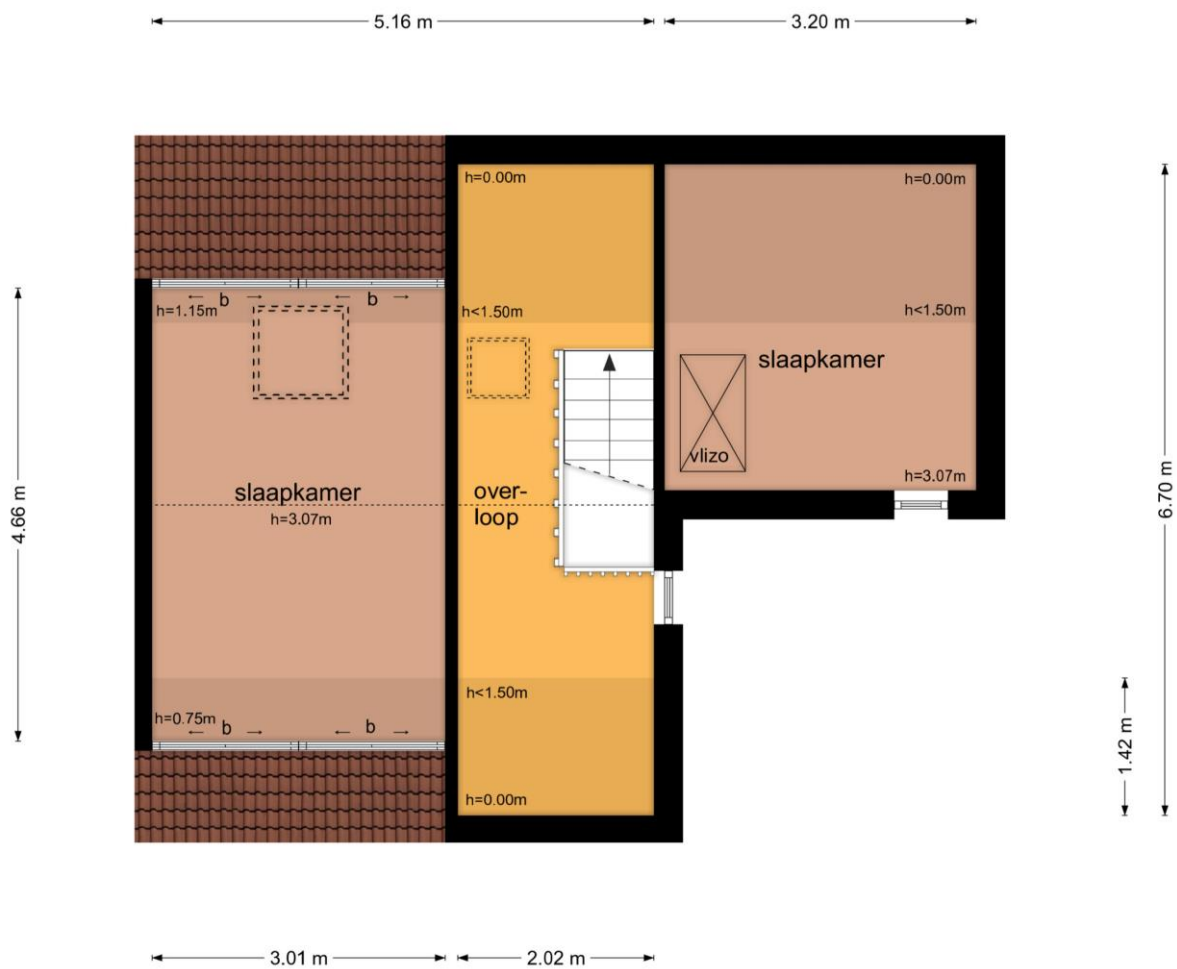 5.16 m
3.20 m
h=0.00m
h=0.00m
b
b
h=1.15m
h<1.50m
h<1.50m
slaapkamer
vlizo
h=3.07m
slaapkamer
h=3.07m
over-
loop
4.66 m
6.70 m
h<1.50m
h=0.75m
b
b
1.42 m
h=0.00m
3.01 m
2.02 m